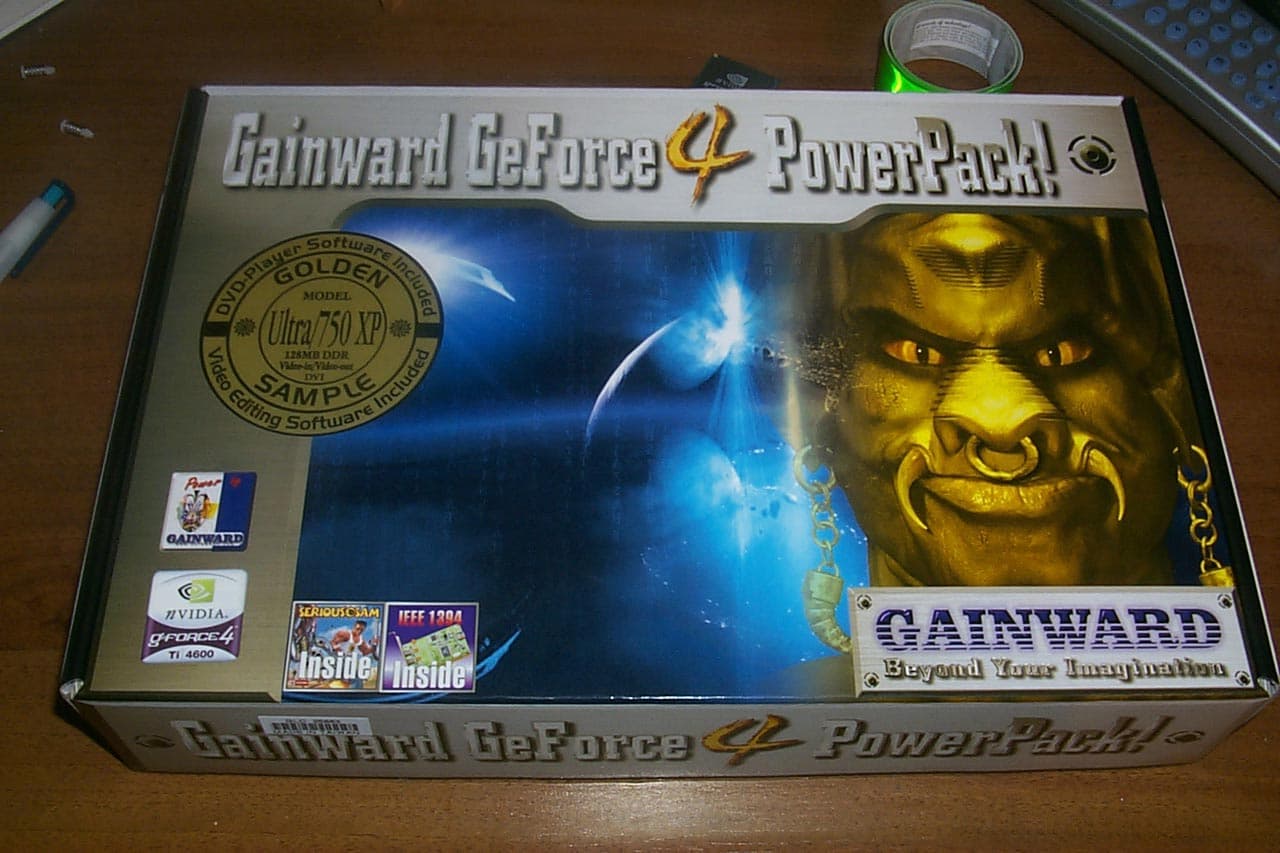 Gainward GeForce 4 PowerPack!
DVD-Player Software Included
GOLDEN
MODEL
Ultra/750 XP
128MB DDR
Video-in/Video-out
DVI
SAMPLE
Video Editing Software Included
Power
GAINWARD
nVIDIA.
GFORCE4
Ti 4600
SERIOUS SAM
Inside
IEEE 1394
Inside
GAINWARD
Beyond Your Imagination
Gainward GeForce 4 PowerPack!